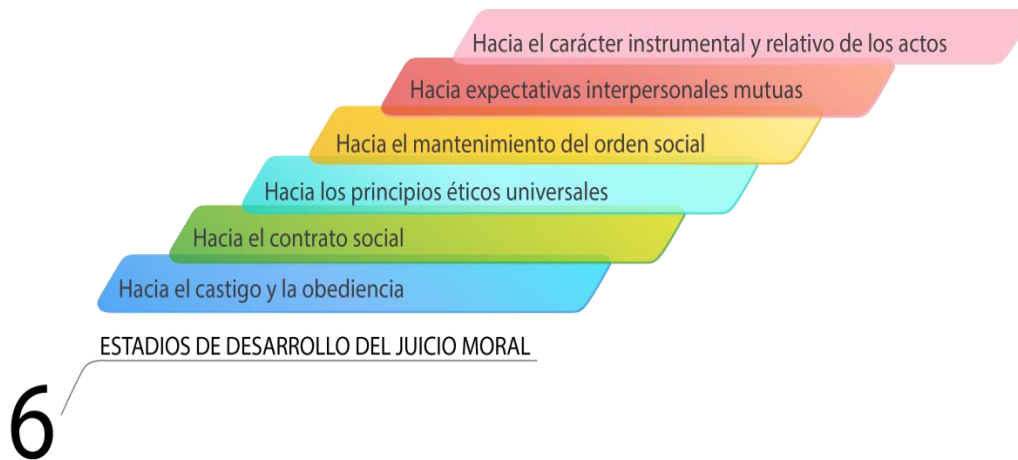 Hacia el carácter instrumental y relativo de los actos
Hacia expectativas interpersonales mutuas
Hacia el mantenimiento del orden social
Hacia los principios éticos universales
Hacia el contrato social
Hacia el castigo y la obediencia
ESTADIOS DE DESARROLLO DEL JUICIO MORAL
6